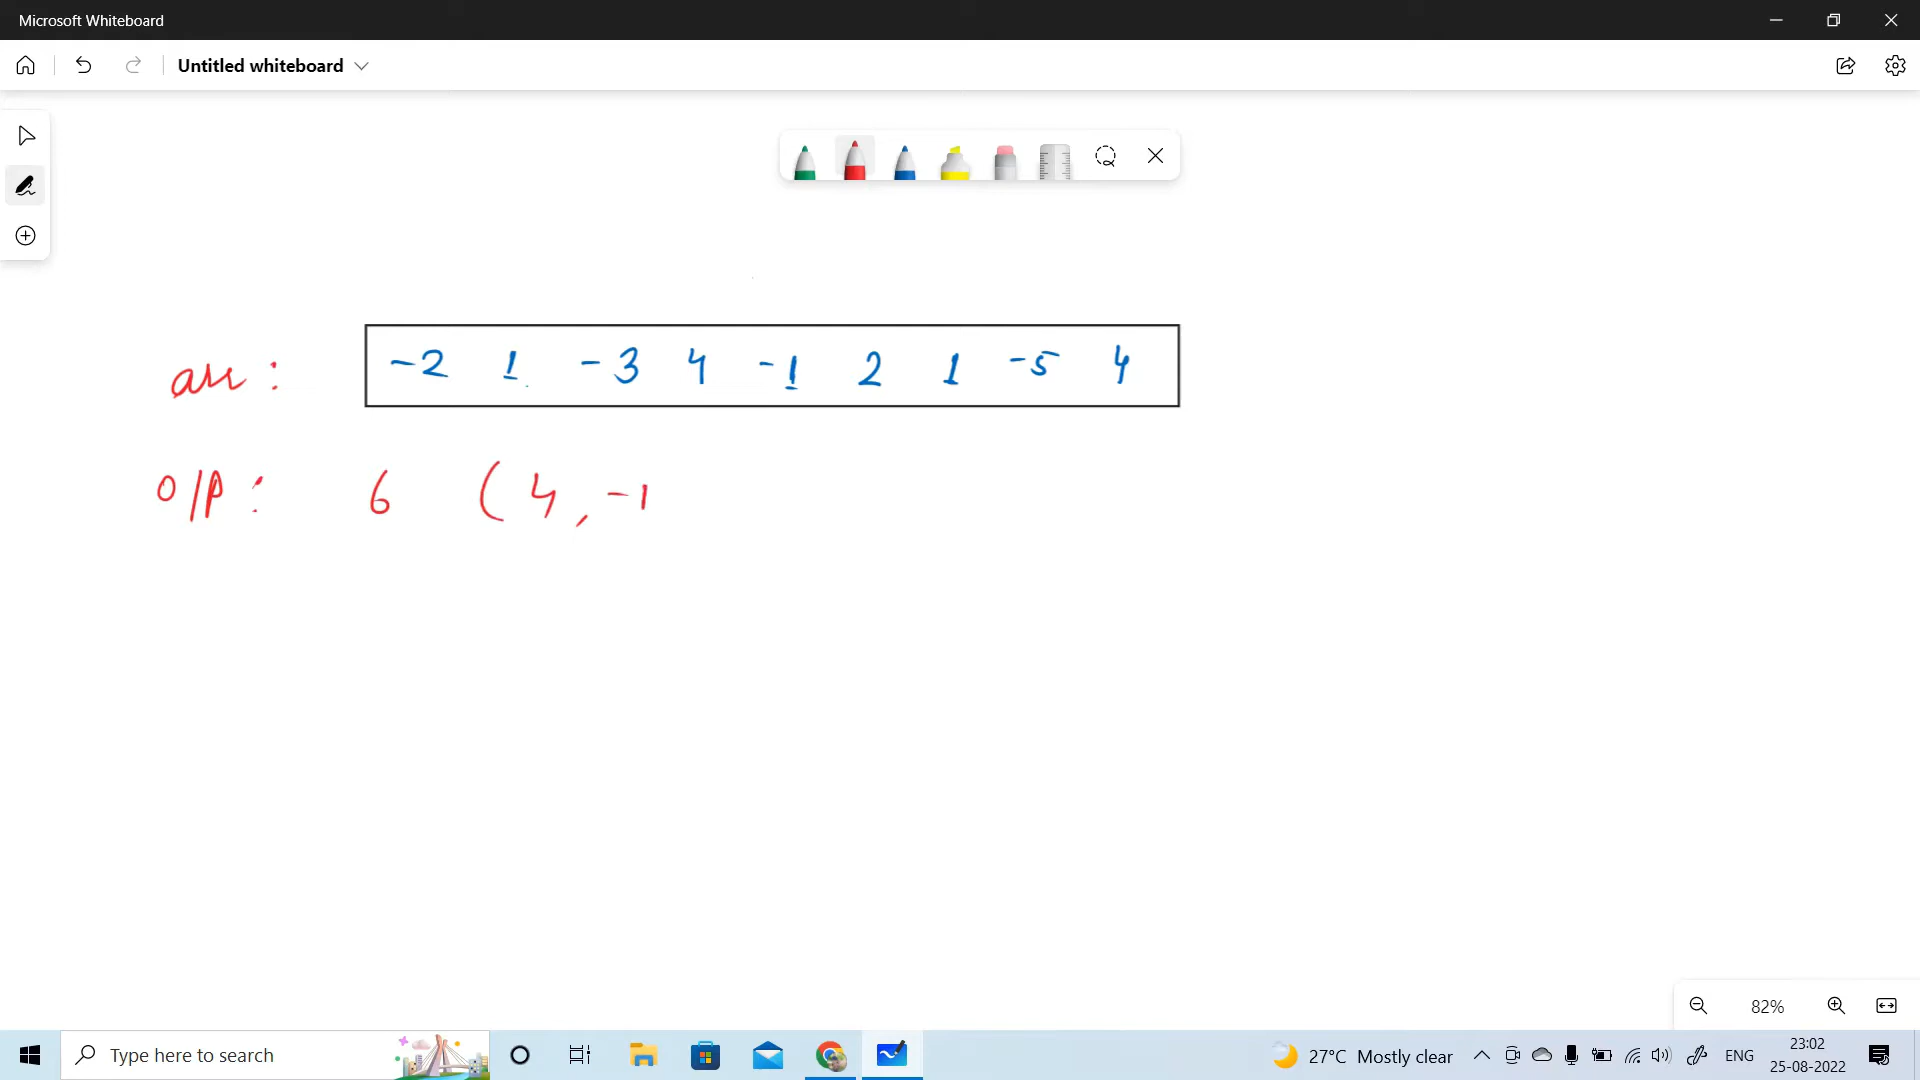 Microsoft Whiteboard
Untitled whiteboard
arr : -2 1 -3 4 -1 2 1 -5 4
O/P : 6 ( 4 , -1
82%
Type here to search
27°C Mostly clear
ENG
23:02
25-08-2022